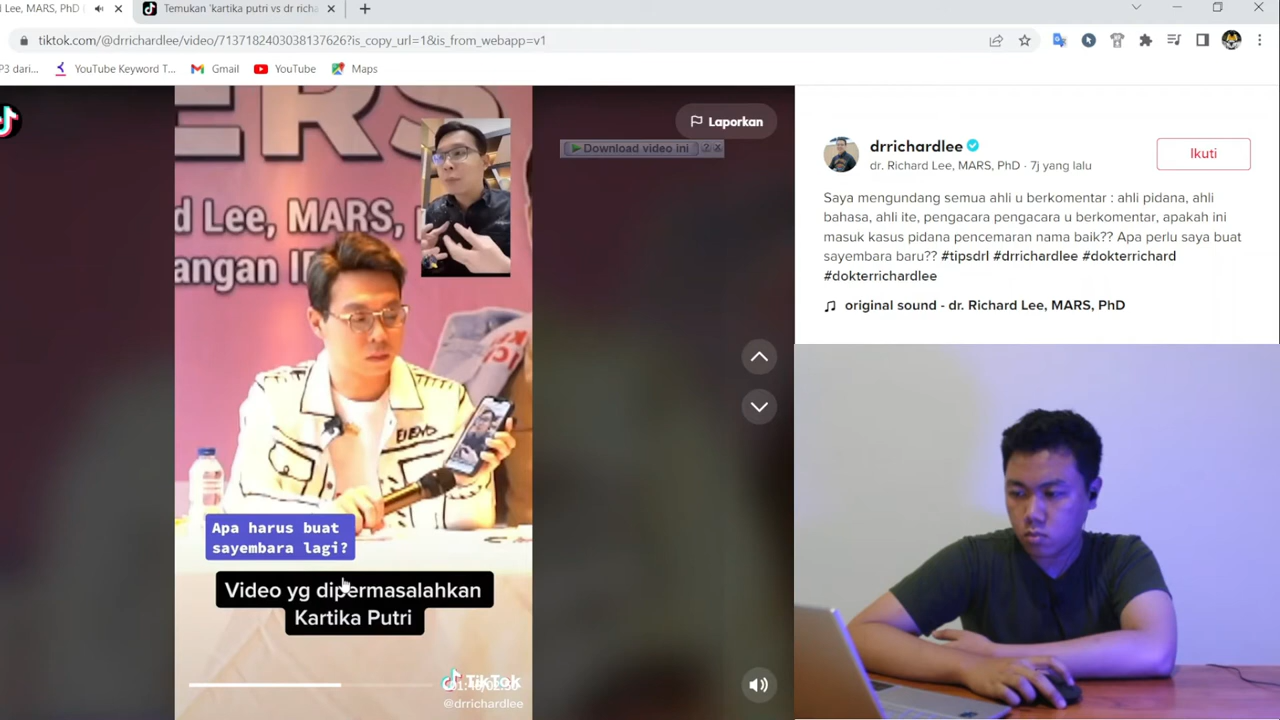 Lee, MARS, PhD
Temukan 'kartika putri vs dr richa
tiktok.com/@drrichardlee/video/7137182403038137626?is_copy_url=1&is_from_webapp=v1
P3 dari...
YouTube Keyword T...
Gmail
YouTube
Maps
ERS
d Lee, MARS, p
angan I
Laporkan
Download video ini
?
drrichardlee
dr. Richard Lee, MARS, PhD · 7j yang lalu
Ikuti
Saya mengundang semua ahli u berkomentar : ahli pidana, ahli
bahasa, ahli ite, pengacara pengacara u berkomentar, apakah ini
masuk kasus pidana pencemaran nama baik?? Apa perlu saya buat
sayembara baru?? #tipsdrl #drrichardlee #dokterrichard
#dokterrichardlee
original sound - dr. Richard Lee, MARS, PhD
Apa harus buat
sayembara lagi?
Video yg dipermasalahkan
Kartika Putri
TikTok
@drrichardlee